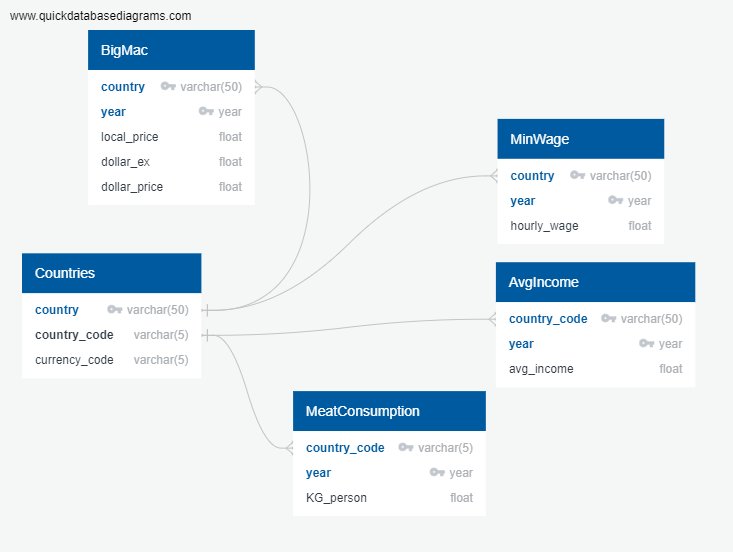 www.quickdatabasediagrams.com
BigMac
country varchar(50)
year year
local_price float
dollar_ex float
dollar_price float
MinWage
country varchar(50)
year year
hourly_wage float
Countries
country varchar(50)
country_code varchar(5)
currency_code varchar(5)
AvgIncome
country_code varchar(50)
year year
avg_income float
MeatConsumption
country_code varchar(5)
year year
KG_person float